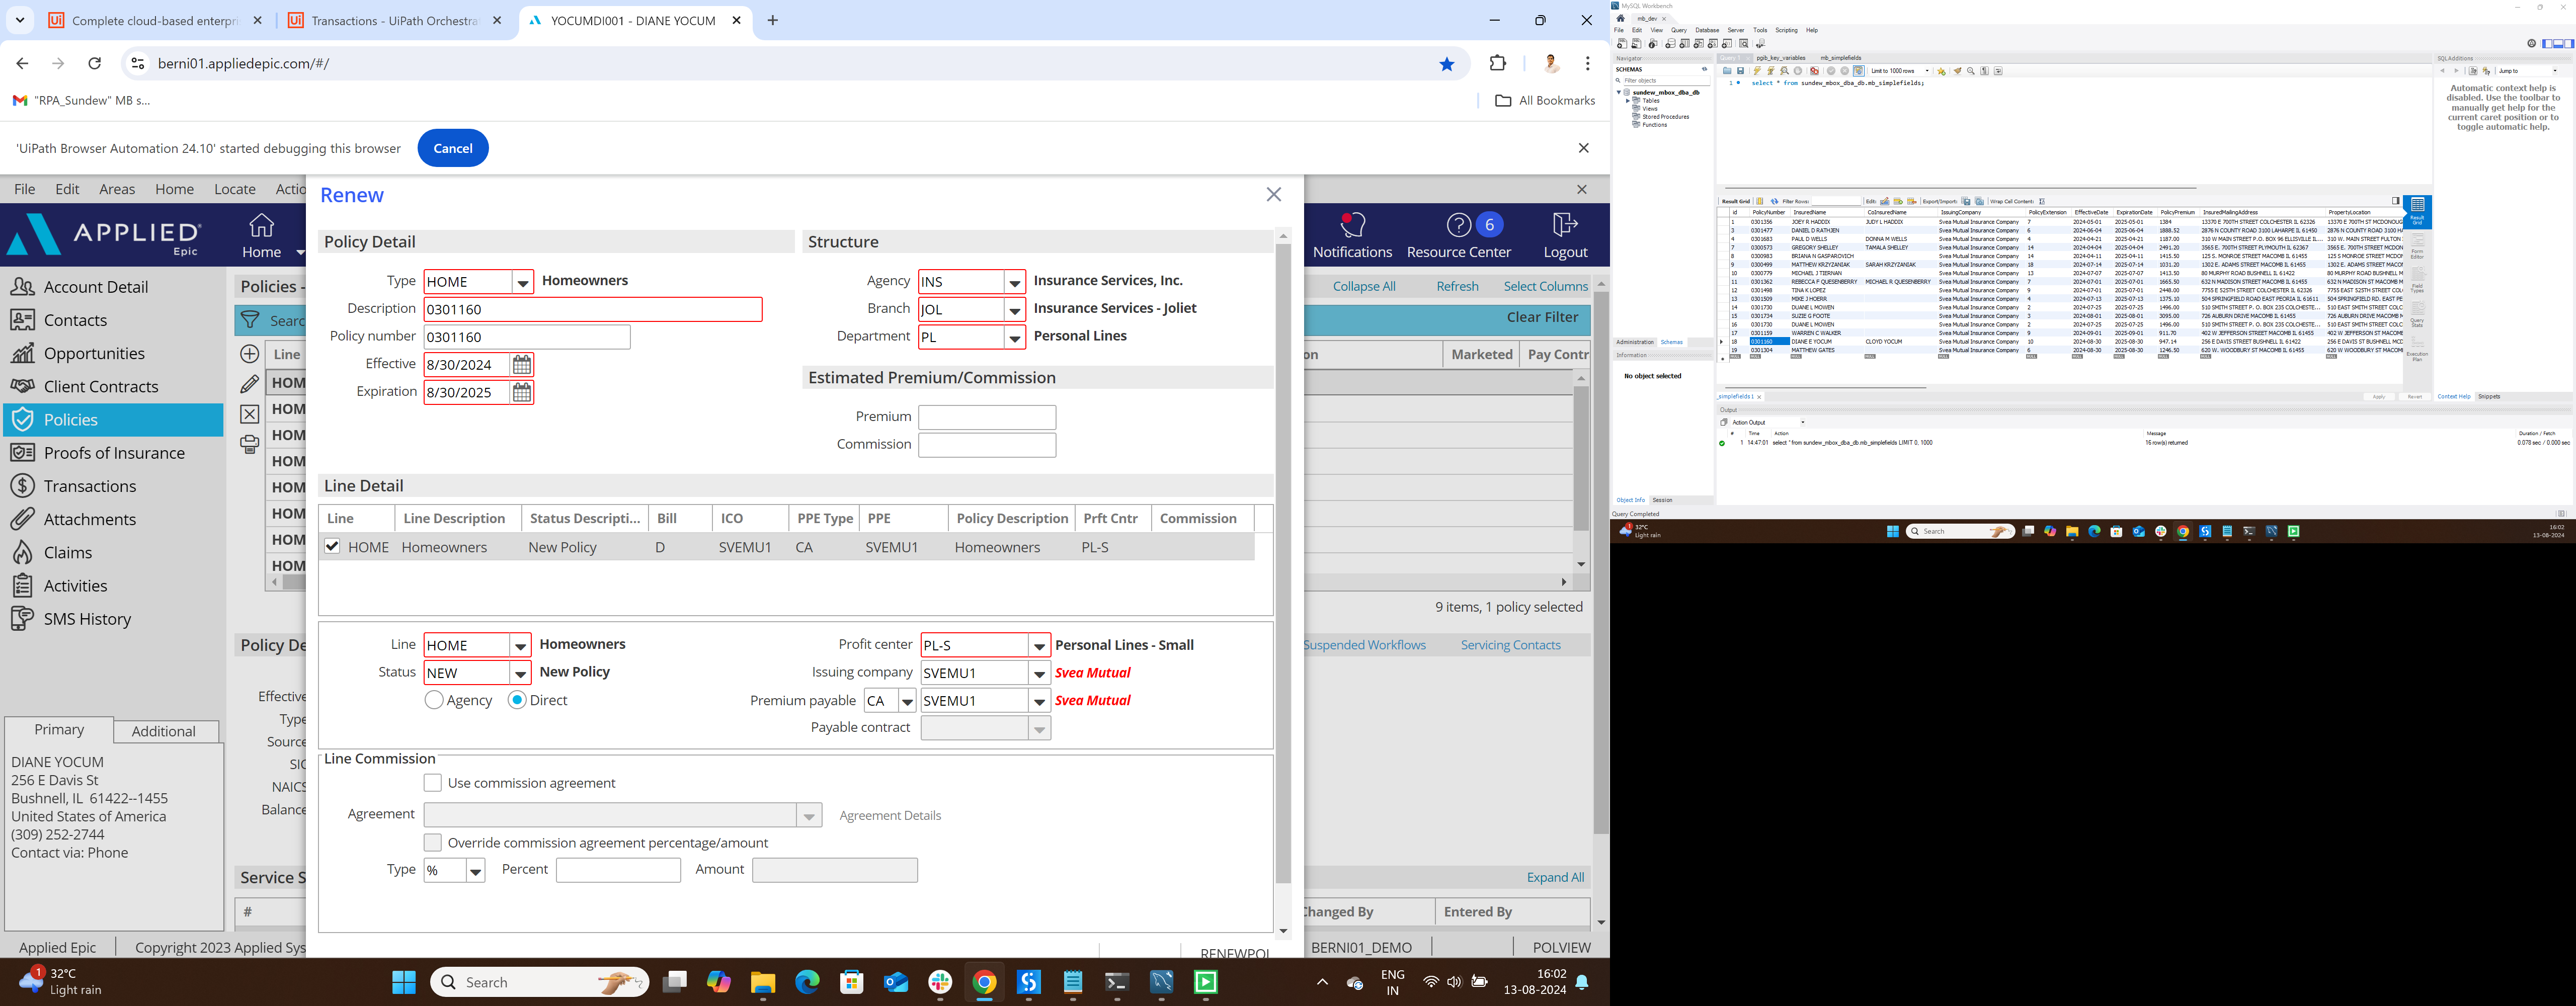 Complete cloud-based enterpri
Transactions - UiPath Orchestra
YOCUMDI001 - DIANE YOCUM
berni01.appliedepic.com/#/
"RPA_Sundew" MB s...
All Bookmarks
'UiPath Browser Automation 24.10' started debugging this browser
Cancel
File Edit Areas Home Locate Actio
Renew
APPLIED
Epic
Home
Notifications
6
Resource Center
Logout
Account Detail
Contacts
Opportunities
Client Contracts
Policies
Proofs of Insurance
Transactions
Attachments
Claims
Activities
SMS History
Policies -
Searc
Line
HOM
HOM
HOM
HOM
HOM
HOM
HOM
HOM
Collapse All Refresh Select Columns
Clear Filter
on Marketed Pay Contr
9 items, 1 policy selected
Suspended Workflows Servicing Contacts
Policy De
Effective
Type
Source
SIC
NAICS
Balance
Service S
#
Expand All
Changed By Entered By
Policy Detail
Type HOME Homeowners
Description 0301160
Policy number 0301160
Effective 8/30/2024
Expiration 8/30/2025
Structure
Agency INS Insurance Services, Inc.
Branch JOL Insurance Services - Joliet
Department PL Personal Lines
Estimated Premium/Commission
Premium
Commission
Line Detail
Line Line Description Status Descripti... Bill ICO PPE Type PPE Policy Description Prft Cntr Commission
HOME Homeowners New Policy D SVEMU1 CA SVEMU1 Homeowners PL-S
Line HOME Homeowners
Status NEW New Policy
Agency Direct
Profit center PL-S Personal Lines - Small
Issuing company SVEMU1 Svea Mutual
Premium payable CA SVEMU1 Svea Mutual
Payable contract
Line Commission
Use commission agreement
Agreement Agreement Details
Override commission agreement percentage/amount
Type % Percent Amount
Primary Additional
DIANE YOCUM
256 E Davis St
Bushnell, IL 61422--1455
United States of America
(309) 252-2744
Contact via: Phone
Applied Epic Copyright 2023 Applied Sys
RENEWPOL
BERNI01_DEMO POLVIEW
1
32°C
Light rain
Search
ENG
IN
16:02
13-08-2024
MySQL Workbench
mb_dev
File Edit View Query Database Server Tools Scripting Help
Navigator
SCHEMAS
Filter objects
sundew_mbox_dba_db
Tables
Views
Stored Procedures
Functions
Administration Schemas
Information
No object selected
Object Info Session
Query Completed
ppib_key_variables mb_simplefields
Limit to 1000 rows
1 select * from sundew_mbox_dba_db.mb_simplefields;
SQLAdditions
Jump to
Automatic context help is
disabled. Use the toolbar to
manually get help for the
current caret position or to
toggle automatic help.
Result Grid Filter Rows: Edit: Export/Import: Wrap Cell Content:
id PolicyNumber InsuredName CoInsuredName IssuingCompany PolicyExtension EffectiveDate ExpirationDate PolicyPremium InsuredMailingAddress PropertyLocation
1 0301356 JOEY R HADDIX JUDY L HADDIX Svea Mutual Insurance Company 7 2024-05-01 2025-05-01 1384 13370 E 700TH STREET COLCHESTER IL 62326 13370 E 700TH ST MCDONOUG
3 0301477 DANIEL D RATHJEN Svea Mutual Insurance Company 6 2024-06-04 2025-06-04 1888.52 2876 N COUNTY ROAD 3100 LAHARPE IL 61450 2876 N COUNTY ROAD 3100 HA
4 0301683 PAUL D WELLS DONNA M WELLS Svea Mutual Insurance Company 4 2024-04-21 2025-04-21 1187.00 310 W MAIN STREET P.O. BOX 96 ELLISVILLE IL... 310 W. MAIN STREET FULTON
7 0300573 GREGORY SHELLEY TAMALA SHELLEY Svea Mutual Insurance Company 14 2024-04-04 2025-04-04 2491.20 3565 E. 700TH STREET PLYMOUTH IL 62367 3565 E. 700TH STREET HANCO
8 0300983 BRIANA N GASPAROVICH Svea Mutual Insurance Company 14 2024-04-11 2025-04-11 1415.50 125 S. MONROE STREET MACOMB IL 61455 125 S MONROE STREET MCDON
9 0300499 MATTHEW KRZYZANIAK SARAH KRZYZANIAK Svea Mutual Insurance Company 18 2024-07-14 2025-07-14 1031.20 1302 E. ADAMS STREET MACOMB IL 61455 1302 E. ADAMS STREET MACOM
10 0300779 MICHAEL J TIERNAN Svea Mutual Insurance Company 13 2024-07-07 2025-07-07 1413.50 80 MURPHY ROAD BUSHNELL IL 61422 80 MURPHY ROAD BUSHNELL M
11 0301362 REBECCA F QUESENBERRY MICHAEL R QUESENBERRY Svea Mutual Insurance Company 7 2024-07-01 2025-07-01 1665.50 632 N MADISON STREET MACOMB IL 61455 632 N MADISON STREET MACOM
12 0301498 TINA K LOPEZ Svea Mutual Insurance Company 9 2448.00 7755 E 525TH STREET COLCHESTER IL 62326 7755 EAST 525TH STREET COL
13 0301509 MIKE J HOERR Svea Mutual Insurance Company 4 2024-07-13 2025-07-13 1375.10 504 SPRINGFIELD ROAD EAST PEORIA IL 61611 504 SPRINGFIELD RD. EAST PE
14 0301730 DUANE L MOWEN Svea Mutual Insurance Company 2 2024-07-25 2025-07-25 1496.00 510 SMITH STREET P. O. BOX 235 COLCHESTE... 510 EAST SMITH STREET COLC
15 0301734 SUZIE G FOOTE Svea Mutual Insurance Company 3 2024-08-01 2025-08-01 3095.00 726 AUBURN DRIVE MACOMB IL 61455 726 AUBURN DRIVE MACOMB M
16 0301730 DUANE L MOWEN Svea Mutual Insurance Company 2 2024-07-25 2025-07-25 1496.00 510 SMITH STREET P. O. BOX 235 COLCHESTE... 510 EAST SMITH STREET COLC
17 0301159 WARREN C WALKER Svea Mutual Insurance Company 9 2024-08-30 2025-08-30 911.70 402 W JEFFERSON STREET MACOMB IL 61455 402 W JEFFERSON ST MACOMB
18 0301160 DIANE E YOCUM CLOYD YOCUM Svea Mutual Insurance Company 10 2024-08-30 2025-08-30 947.14 256 E DAVIS STREET BUSHNELL IL 61422 256 E DAVIS ST BUSHNELL MCD
19 0301304 MATTHEW GATES Svea Mutual Insurance Company 6 2024-08-30 2025-08-30 1246.50 620 W. WOODBURY ST MACOMB IL 61455 620 W WOODBURY ST MACOMB
Result Grid
Form Editor
Field Types
Query Stats
Execution Plan
_simplefields1
Apply Revert
Context Help Snippets
Output
Action Output
# Time Action Message Duration / Fetch
1 14:47:01 select * from sundew_mbox_dba_db.mb_simplefields LIMIT 0, 1000 16 row(s) returned 0.078 sec / 0.000 sec
32°C
Light rain
Search
16:02
13-08-2024